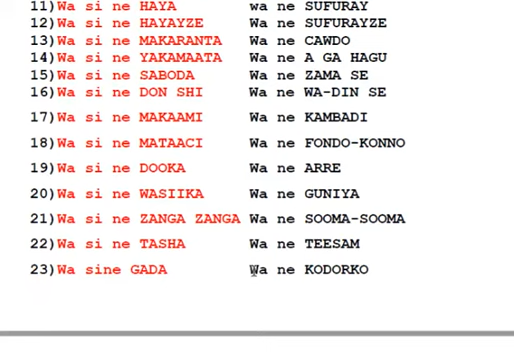 11)Wa si ne HAYA wa ne SUFURAY
12)Wa si ne HAYAYZE Wa ne SUFURAYZE
13)Wa si ne MAKARANTA Wa ne CAWDO
14)Wa si ne YAKAMAATA Wa ne A GA HAGU
15)Wa si ne SABODA Wa ne ZAMA SE
16)Wa si ne DON SHI Wa ne WA-DIN SE
17)Wa si ne MAKAAMI Wa ne KAMBADI
18)Wa si ne MATAACI Wa ne FONDO-KONNO
19)Wa si ne DOOKA Wa ne ARRE
20)Wa si ne WASIIKA Wa ne GUNIYA
21)Wa si ne ZANGA ZANGA Wa ne SOOMA-SOOMA
22)Wa si ne TASHA Wa ne TEESAM
23)Wa sine GADA Wa ne KODORKO